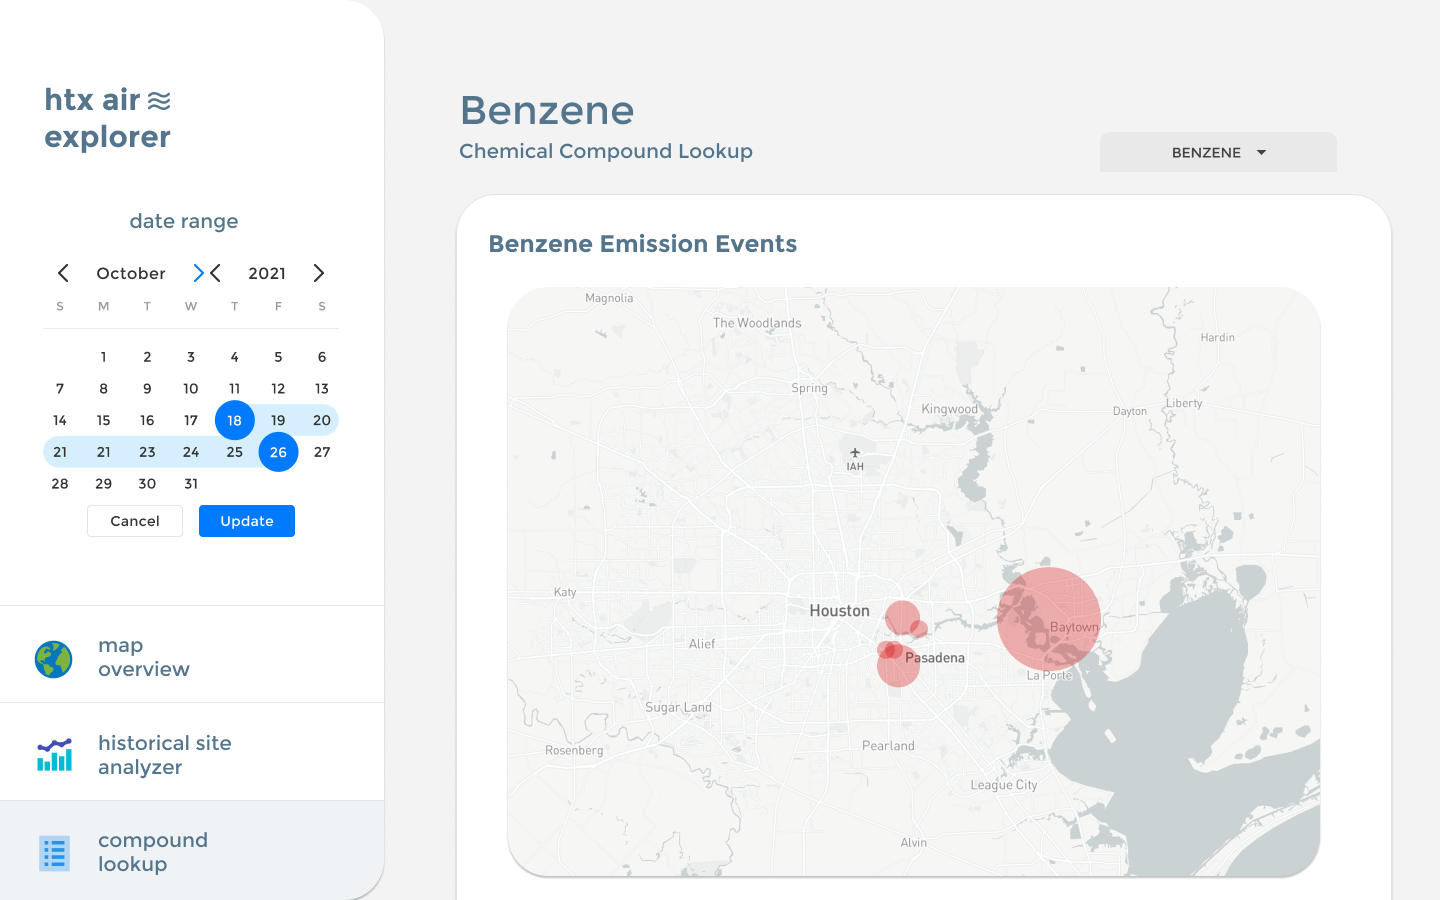 htx air
explorer
date range
October 2021
S M T W T F S
1 2 3 4 5 6
7 8 9 10 11 12 13
14 15 16 17 18 19 20
21 21 23 24 25 26 27
28 29 30 31
Cancel Update
map
overview
historical site
analyzer
compound
lookup
Benzene
Chemical Compound Lookup
BENZENE
Benzene Emission Events
Magnolia
The Woodlands
Hardin
Spring
Kingwood
Dayton
Liberty
IAH
Katy
Houston
Baytown
Alief
Pasadena
La Porte
Sugar Land
Rosenberg
Pearland
League City
Alvin